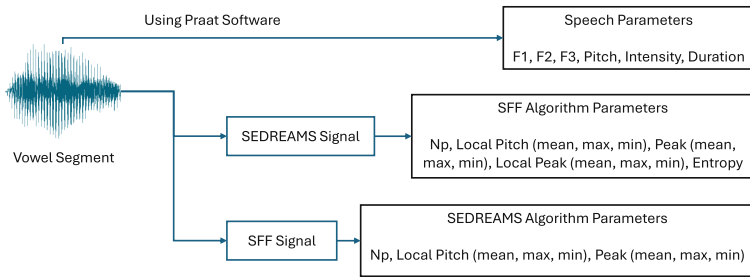 Using Praat Software
Speech Parameters
F1, F2, F3, Pitch, Intensity, Duration
Vowel Segment
SEDREAMS Signal
SFF Algorithm Parameters
Np, Local Pitch (mean, max, min), Peak (mean,
max, min), Local Peak (mean, max, min), Entropy
SFF Signal
SEDREAMS Algorithm Parameters
Np, Local Pitch (mean, max, min), Peak (mean, max, min)